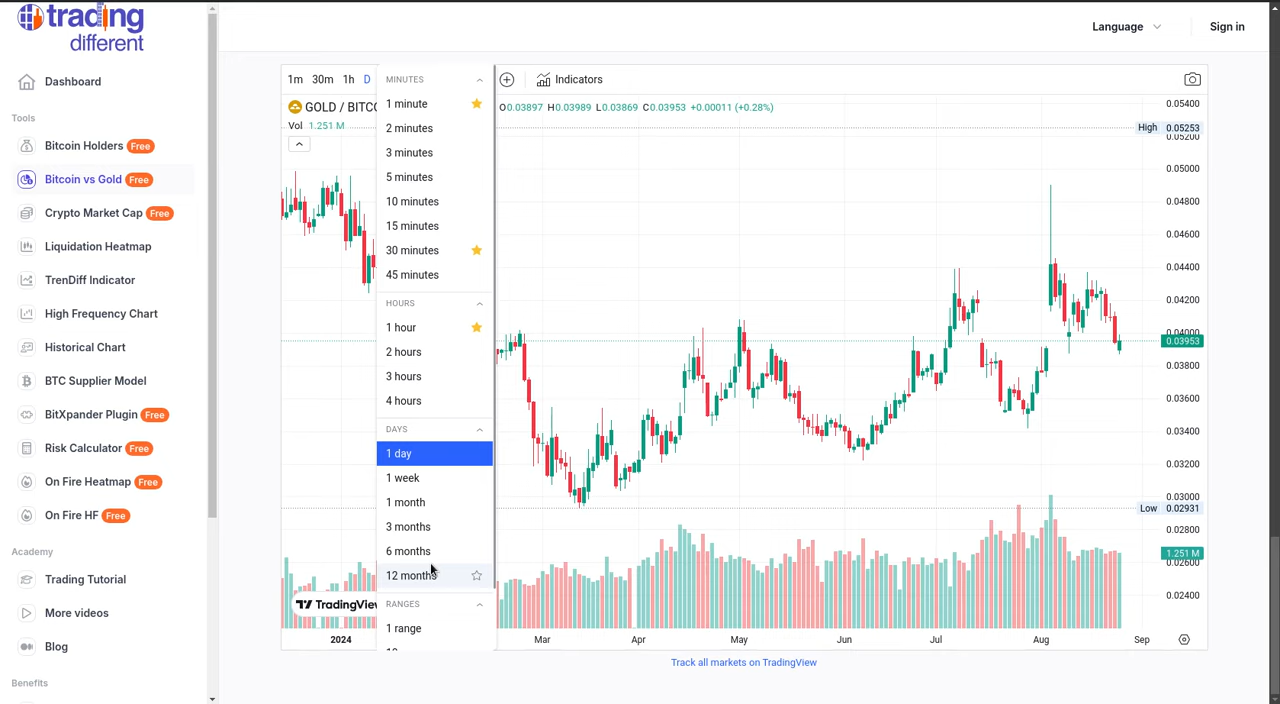 trading
different
Dashboard
Tools
Bitcoin Holders Free
Bitcoin vs Gold Free
Crypto Market Cap Free
Liquidation Heatmap
TrenDiff Indicator
High Frequency Chart
Historical Chart
BTC Supplier Model
BitXpander Plugin Free
Risk Calculator Free
On Fire Heatmap Free
On Fire HF Free
Academy
Trading Tutorial
More videos
Blog
Benefits
Language
Sign in
1m 30m 1h D
Indicators
GOLD / BITC
O0.03897 H0.03989 L0.03869 C0.03953 +0.00011 (+0.28%)
Vol 1.251 M
MINUTES
1 minute
2 minutes
3 minutes
5 minutes
10 minutes
15 minutes
30 minutes
45 minutes
HOURS
1 hour
2 hours
3 hours
4 hours
DAYS
1 day
1 week
1 month
3 months
6 months
12 months
RANGES
1 range
TradingView
0.05400
High 0.05253
0.05200
0.05000
0.04800
0.04600
0.04400
0.04200
0.04000
0.03953
0.03800
0.03600
0.03400
0.03200
0.03000
Low 0.02931
0.02800
1.251 M
0.02600
0.02400
2024 Mar Apr May Jun Jul Aug Sep
Track all markets on TradingView